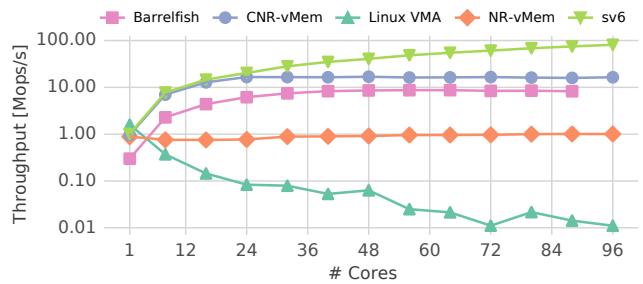 Barrelfish CNR-vMem Linux VMA NR-vMem sv6
Throughput [Mops/s]
100.00
10.00
1.00
0.10
0.01
1 12 24 36 48 60 72 84 96
# Cores